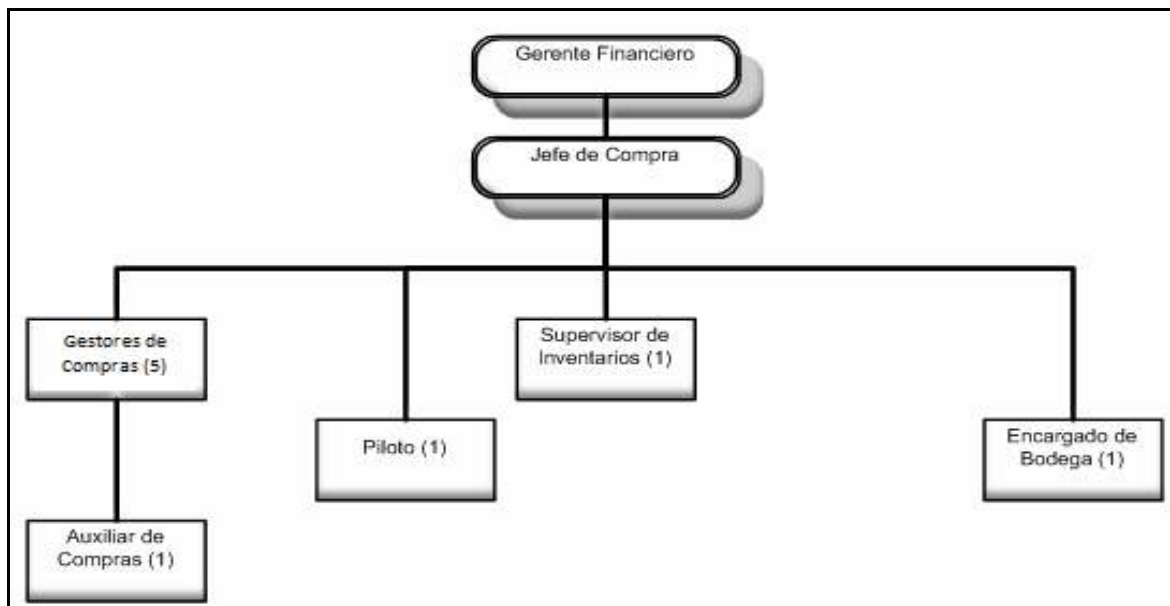 Gerente Financiero
Jefe de Compra
Gestores de
Compras (5)
Supervisor de
Inventarios (1)
Piloto (1)
Encargado de
Bodega (1)
Auxiliar de
Compras (1)